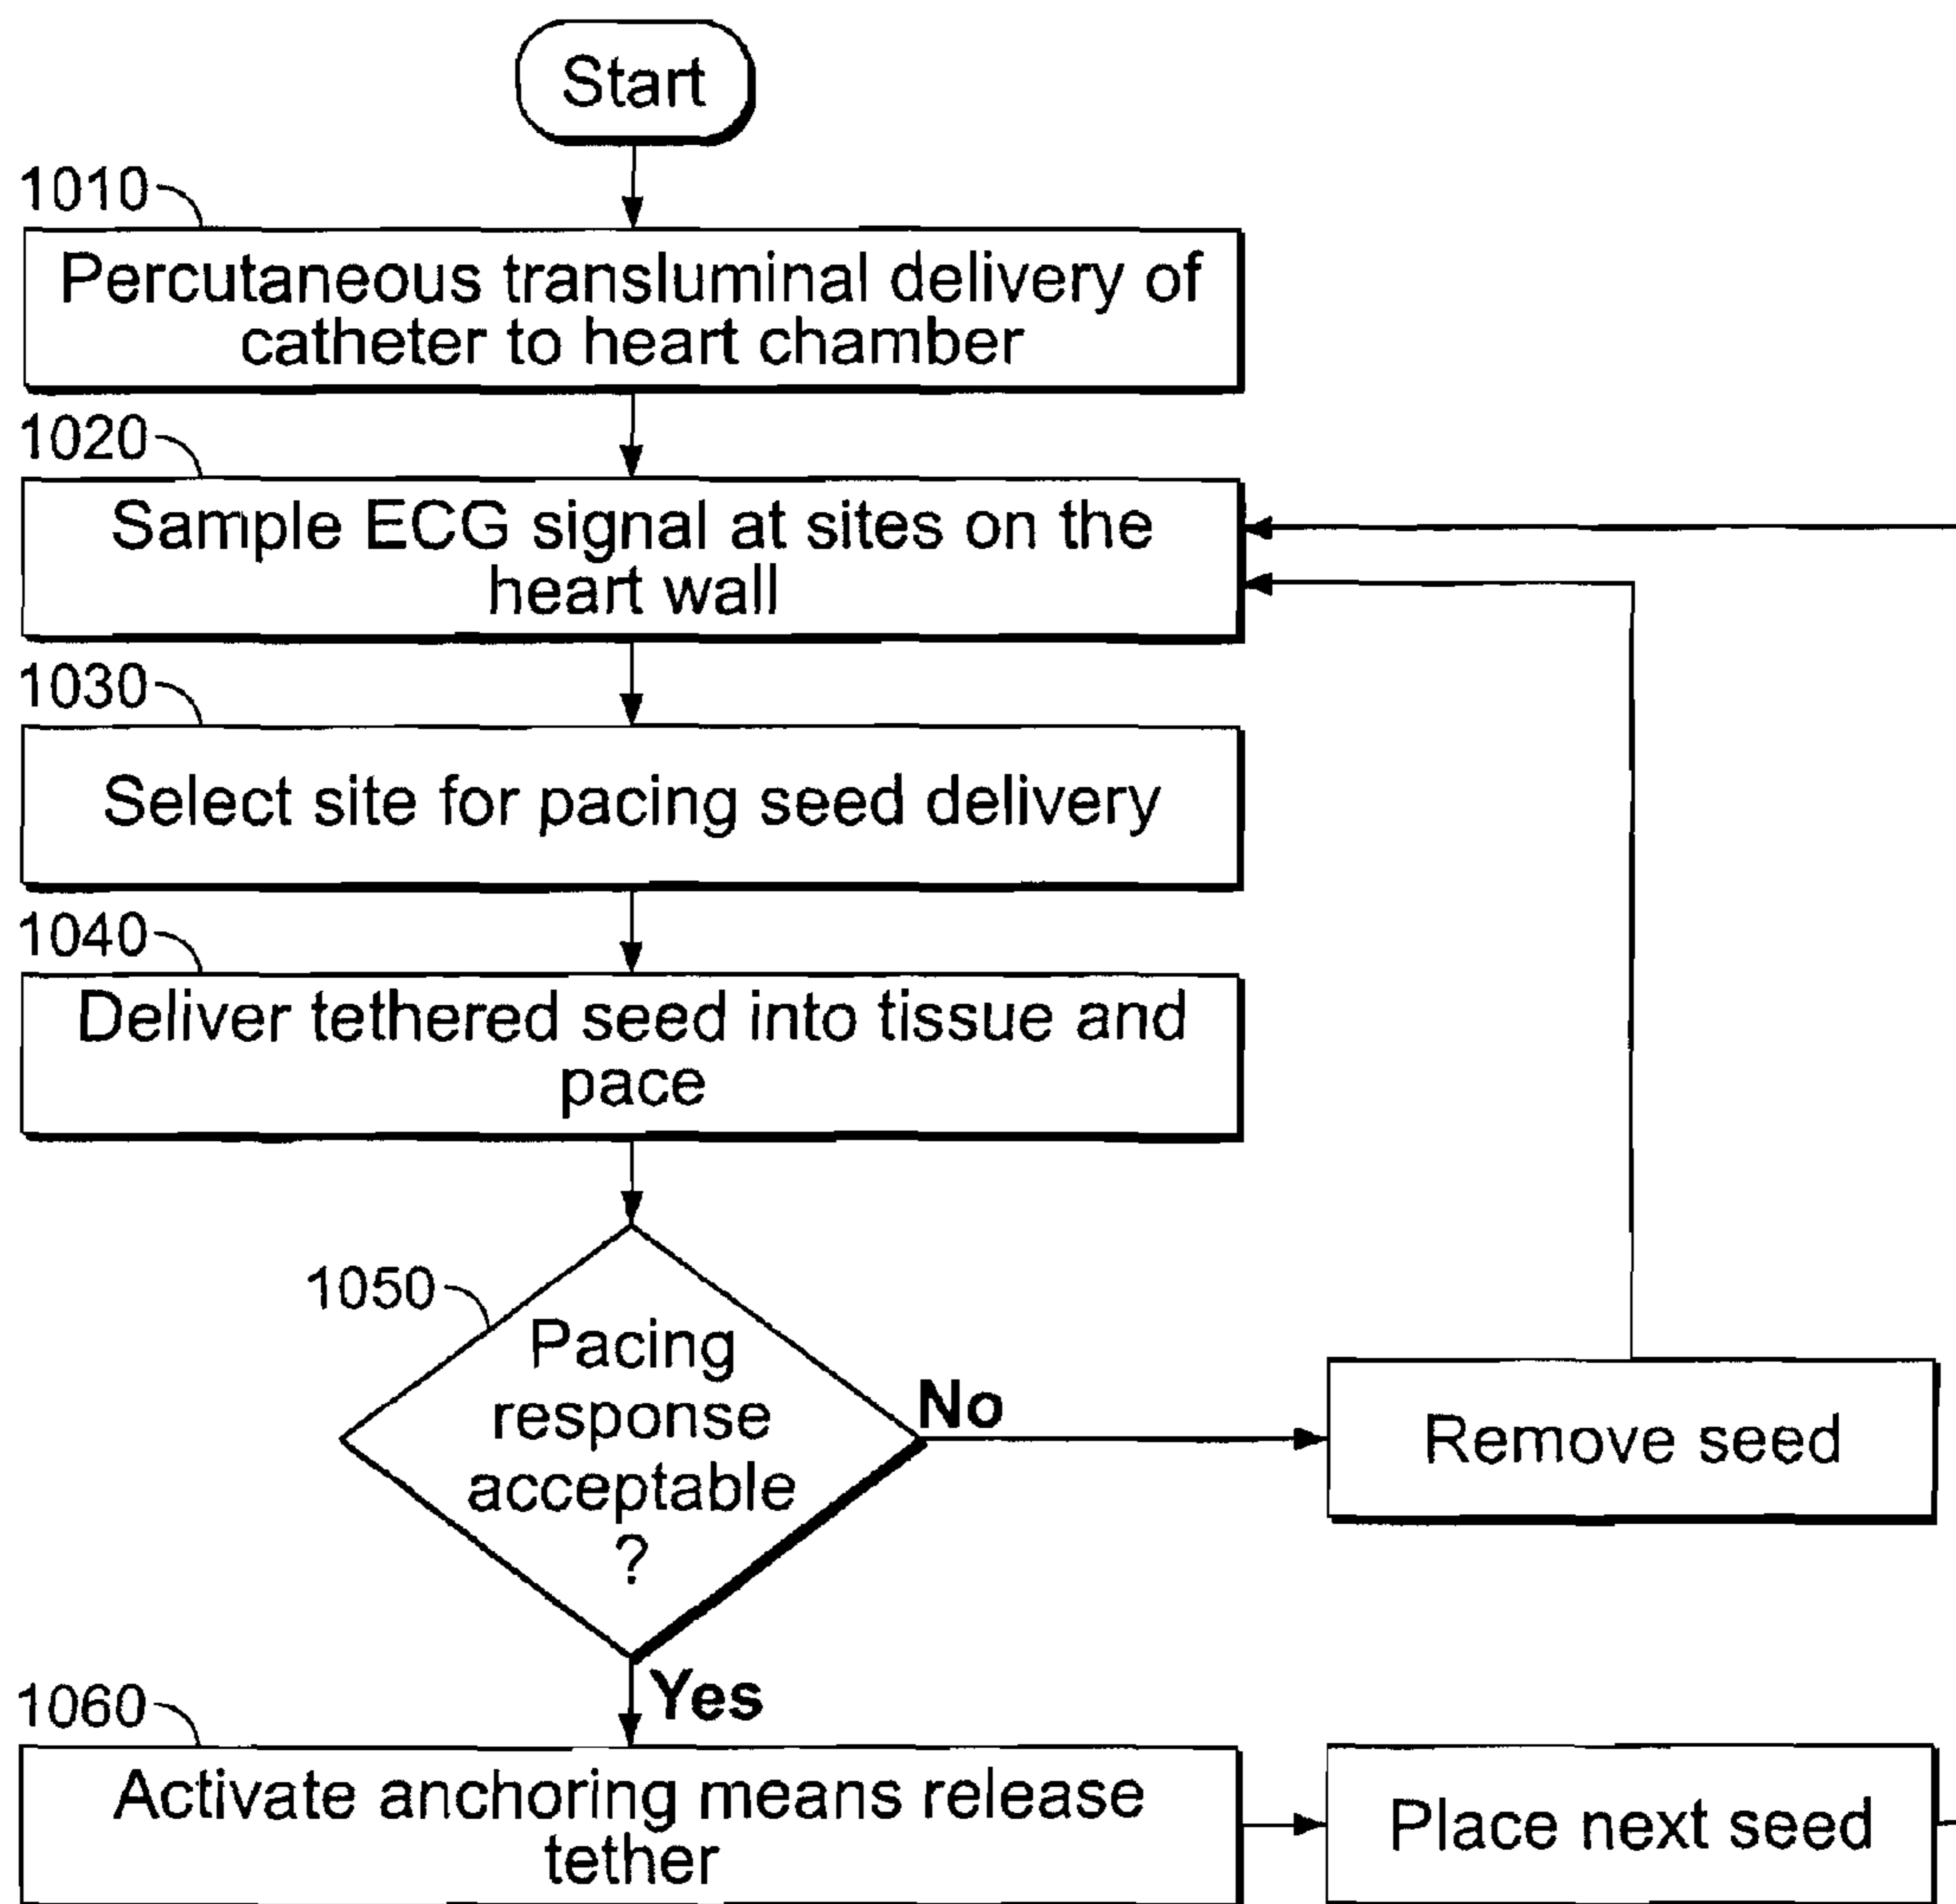 Start
1010
Percutaneous transluminal delivery of
catheter to heart chamber
1020
Sample ECG signal at sites on the
heart wall
1030
Select site for pacing seed delivery
1040
Deliver tethered seed into tissue and
pace
1050
Pacing
response
acceptable
?
No
Remove seed
Yes
1060
Activate anchoring means release
tether
Place next seed